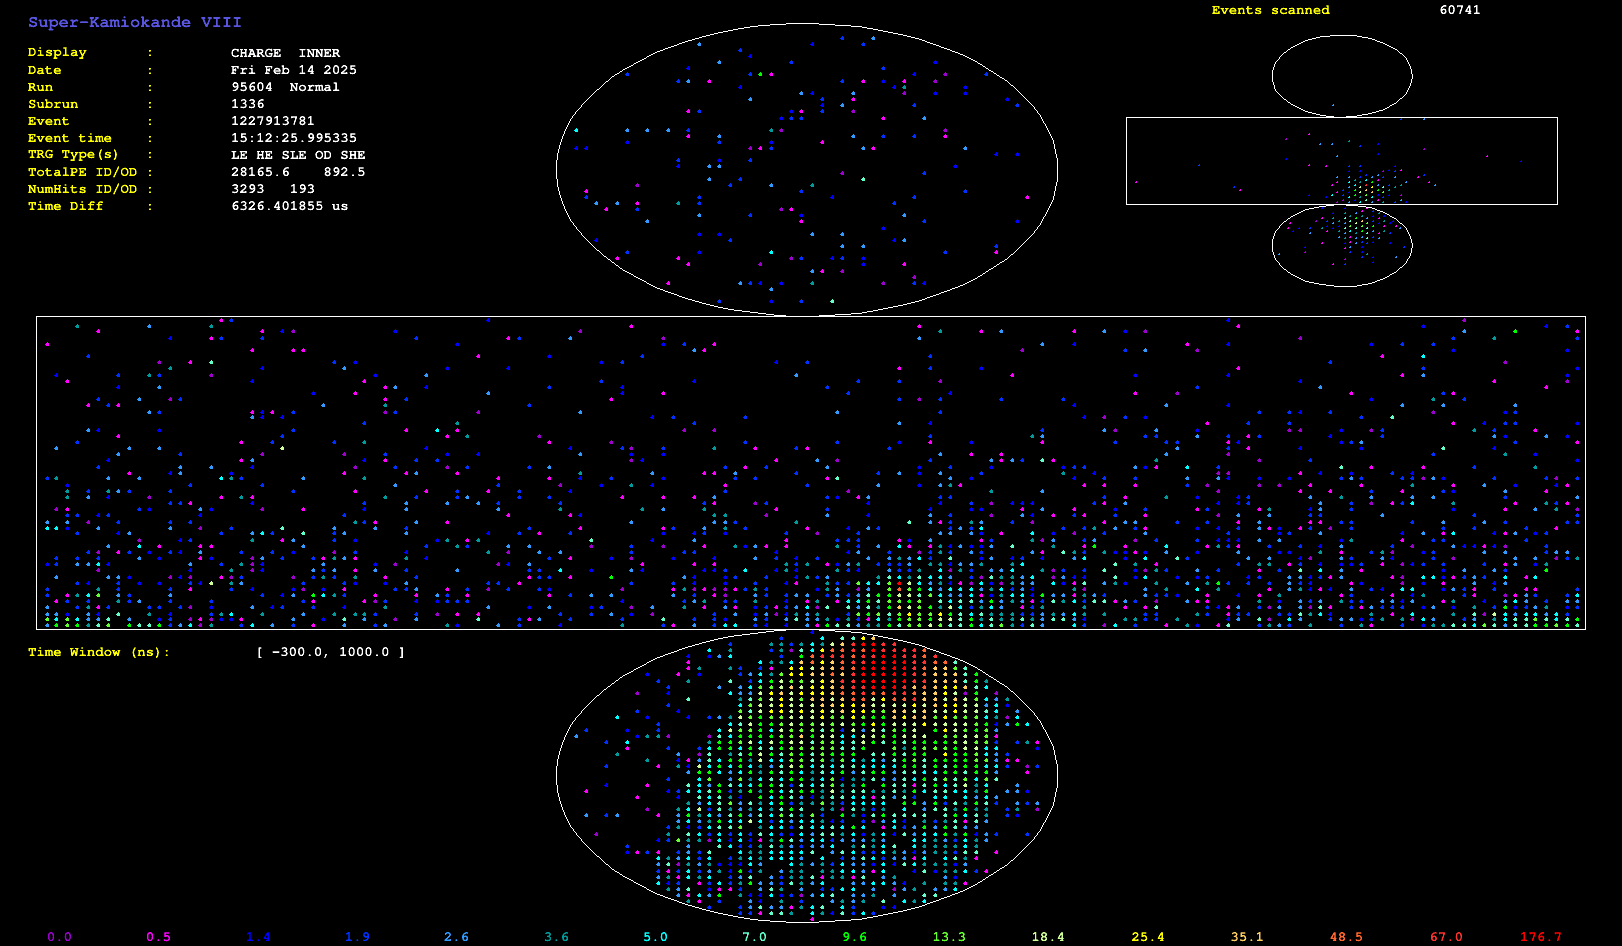 Super-Kamiokande VIII
Events scanned 60741
Display : CHARGE INNER
Date : Fri Feb 14 2025
Run : 95604 Normal
Subrun : 1336
Event : 1227913781
Event time : 15:12:25.995335
TRG Type(s) : LE HE SLE OD SHE
TotalPE ID/OD : 28165.6 892.5
NumHits ID/OD : 3293 193
Time Diff : 6326.401855 us
Time Window (ns): [ -300.0, 1000.0 ]
0.0 0.5 1.4 1.9 2.6 3.6 5.0 7.0 9.6 13.3 18.4 25.4 35.1 48.5 67.0 176.7